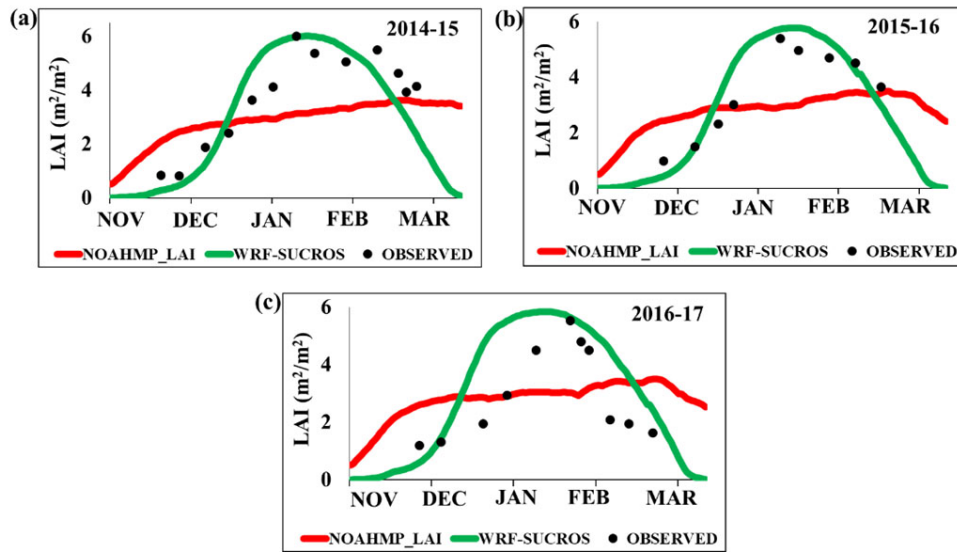 (a)
2014-15
LAI (m²/m²)
6
4
2
0
NOV DEC JAN FEB MAR
NOAHMP_LAI WRF-SUCROS OBSERVED
(b)
2015-16
LAI (m²/m²)
6
4
2
0
NOV DEC JAN FEB MAR
NOAHMP_LAI WRF-SUCROS OBSERVED
(c)
2016-17
LAI (m²/m²)
6
4
2
0
NOV DEC JAN FEB MAR
NOAHMP_LAI WRF-SUCROS OBSERVED